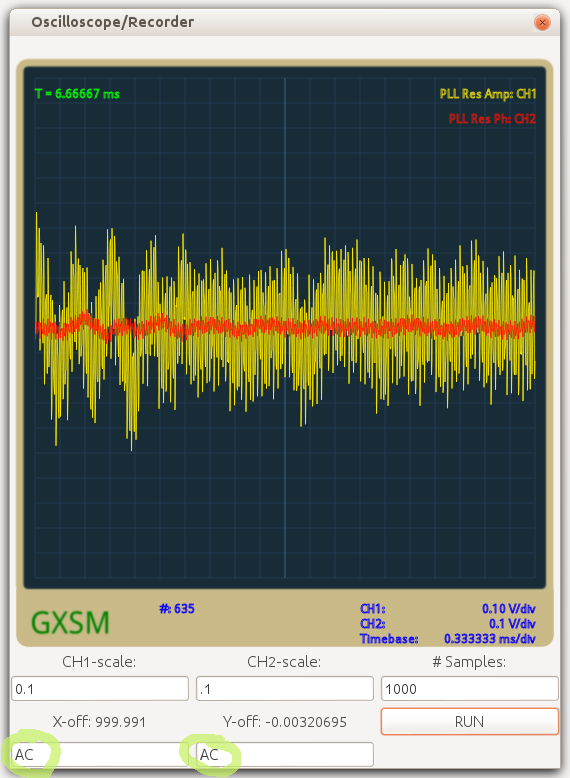 Oscilloscope/Recorder
T = 6.66667 ms
PLL Res Amp: CH1
PLL Res Ph: CH2
GXSM
#: 635
CH1: 0.10 V/div
CH2: 0.1 V/div
Timebase: 0.333333 ms/div
CH1-scale: CH2-scale: # Samples:
0.1 .1 1000
X-off: 999.991 Y-off: -0.00320695 RUN
AC AC